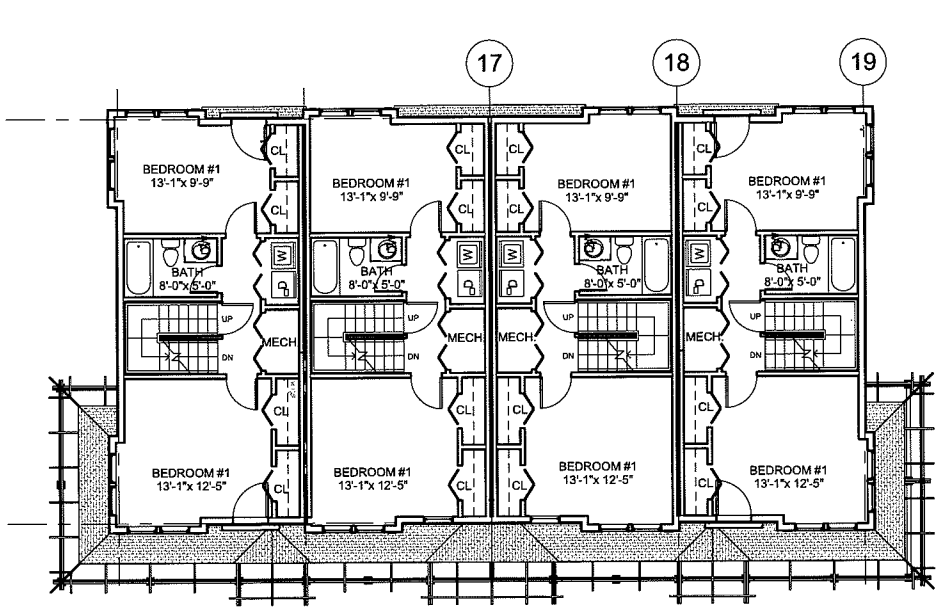 17
18
19
CL
CL
CL
CL
BEDROOM #1
13'-1"x 9'-9"
BEDROOM #1
13'-1"x 9'-9"
BEDROOM #1
13'-1"x 9'-9"
BEDROOM #1
13'-1"x 9'-9"
CL
CL
CL
CL
W
W
W
W
BATH
8'-0"x 5'-0"
BATH
8'-0"x 5'-0"
BATH
8'-0"x 5'-0"
BATH
8'-0"x 5'-0"
D
D
D
D
UP
UP
UP
UP
MECH.
MECH.
MECH.
DN
DN
DN
DN
CL
CL
CL
CL
BEDROOM #1
13'-1"x 12'-5"
BEDROOM #1
13'-1"x 12'-5"
BEDROOM #1
13'-1"x 12'-5"
BEDROOM #1
13'-1"x 12'-5"
CL
CL
CL
CL